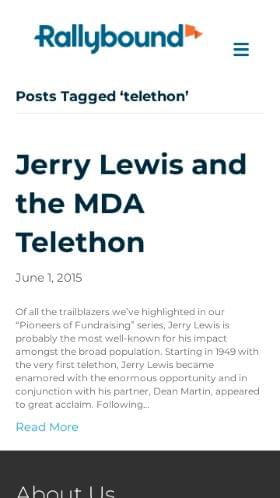 Rallybound
Posts Tagged ‘telethon’
Jerry Lewis and
the MDA
Telethon
June 1, 2015
Of all the trailblazers we’ve highlighted in our
“Pioneers of Fundraising” series, Jerry Lewis is
probably the most well-known for his impact
amongst the broad population. Starting in 1949 with
the very first telethon, Jerry Lewis became
enamored with the enormous opportunity and in
conjunction with his partner, Dean Martin, appeared
to great acclaim. Following...
Read More
About Us